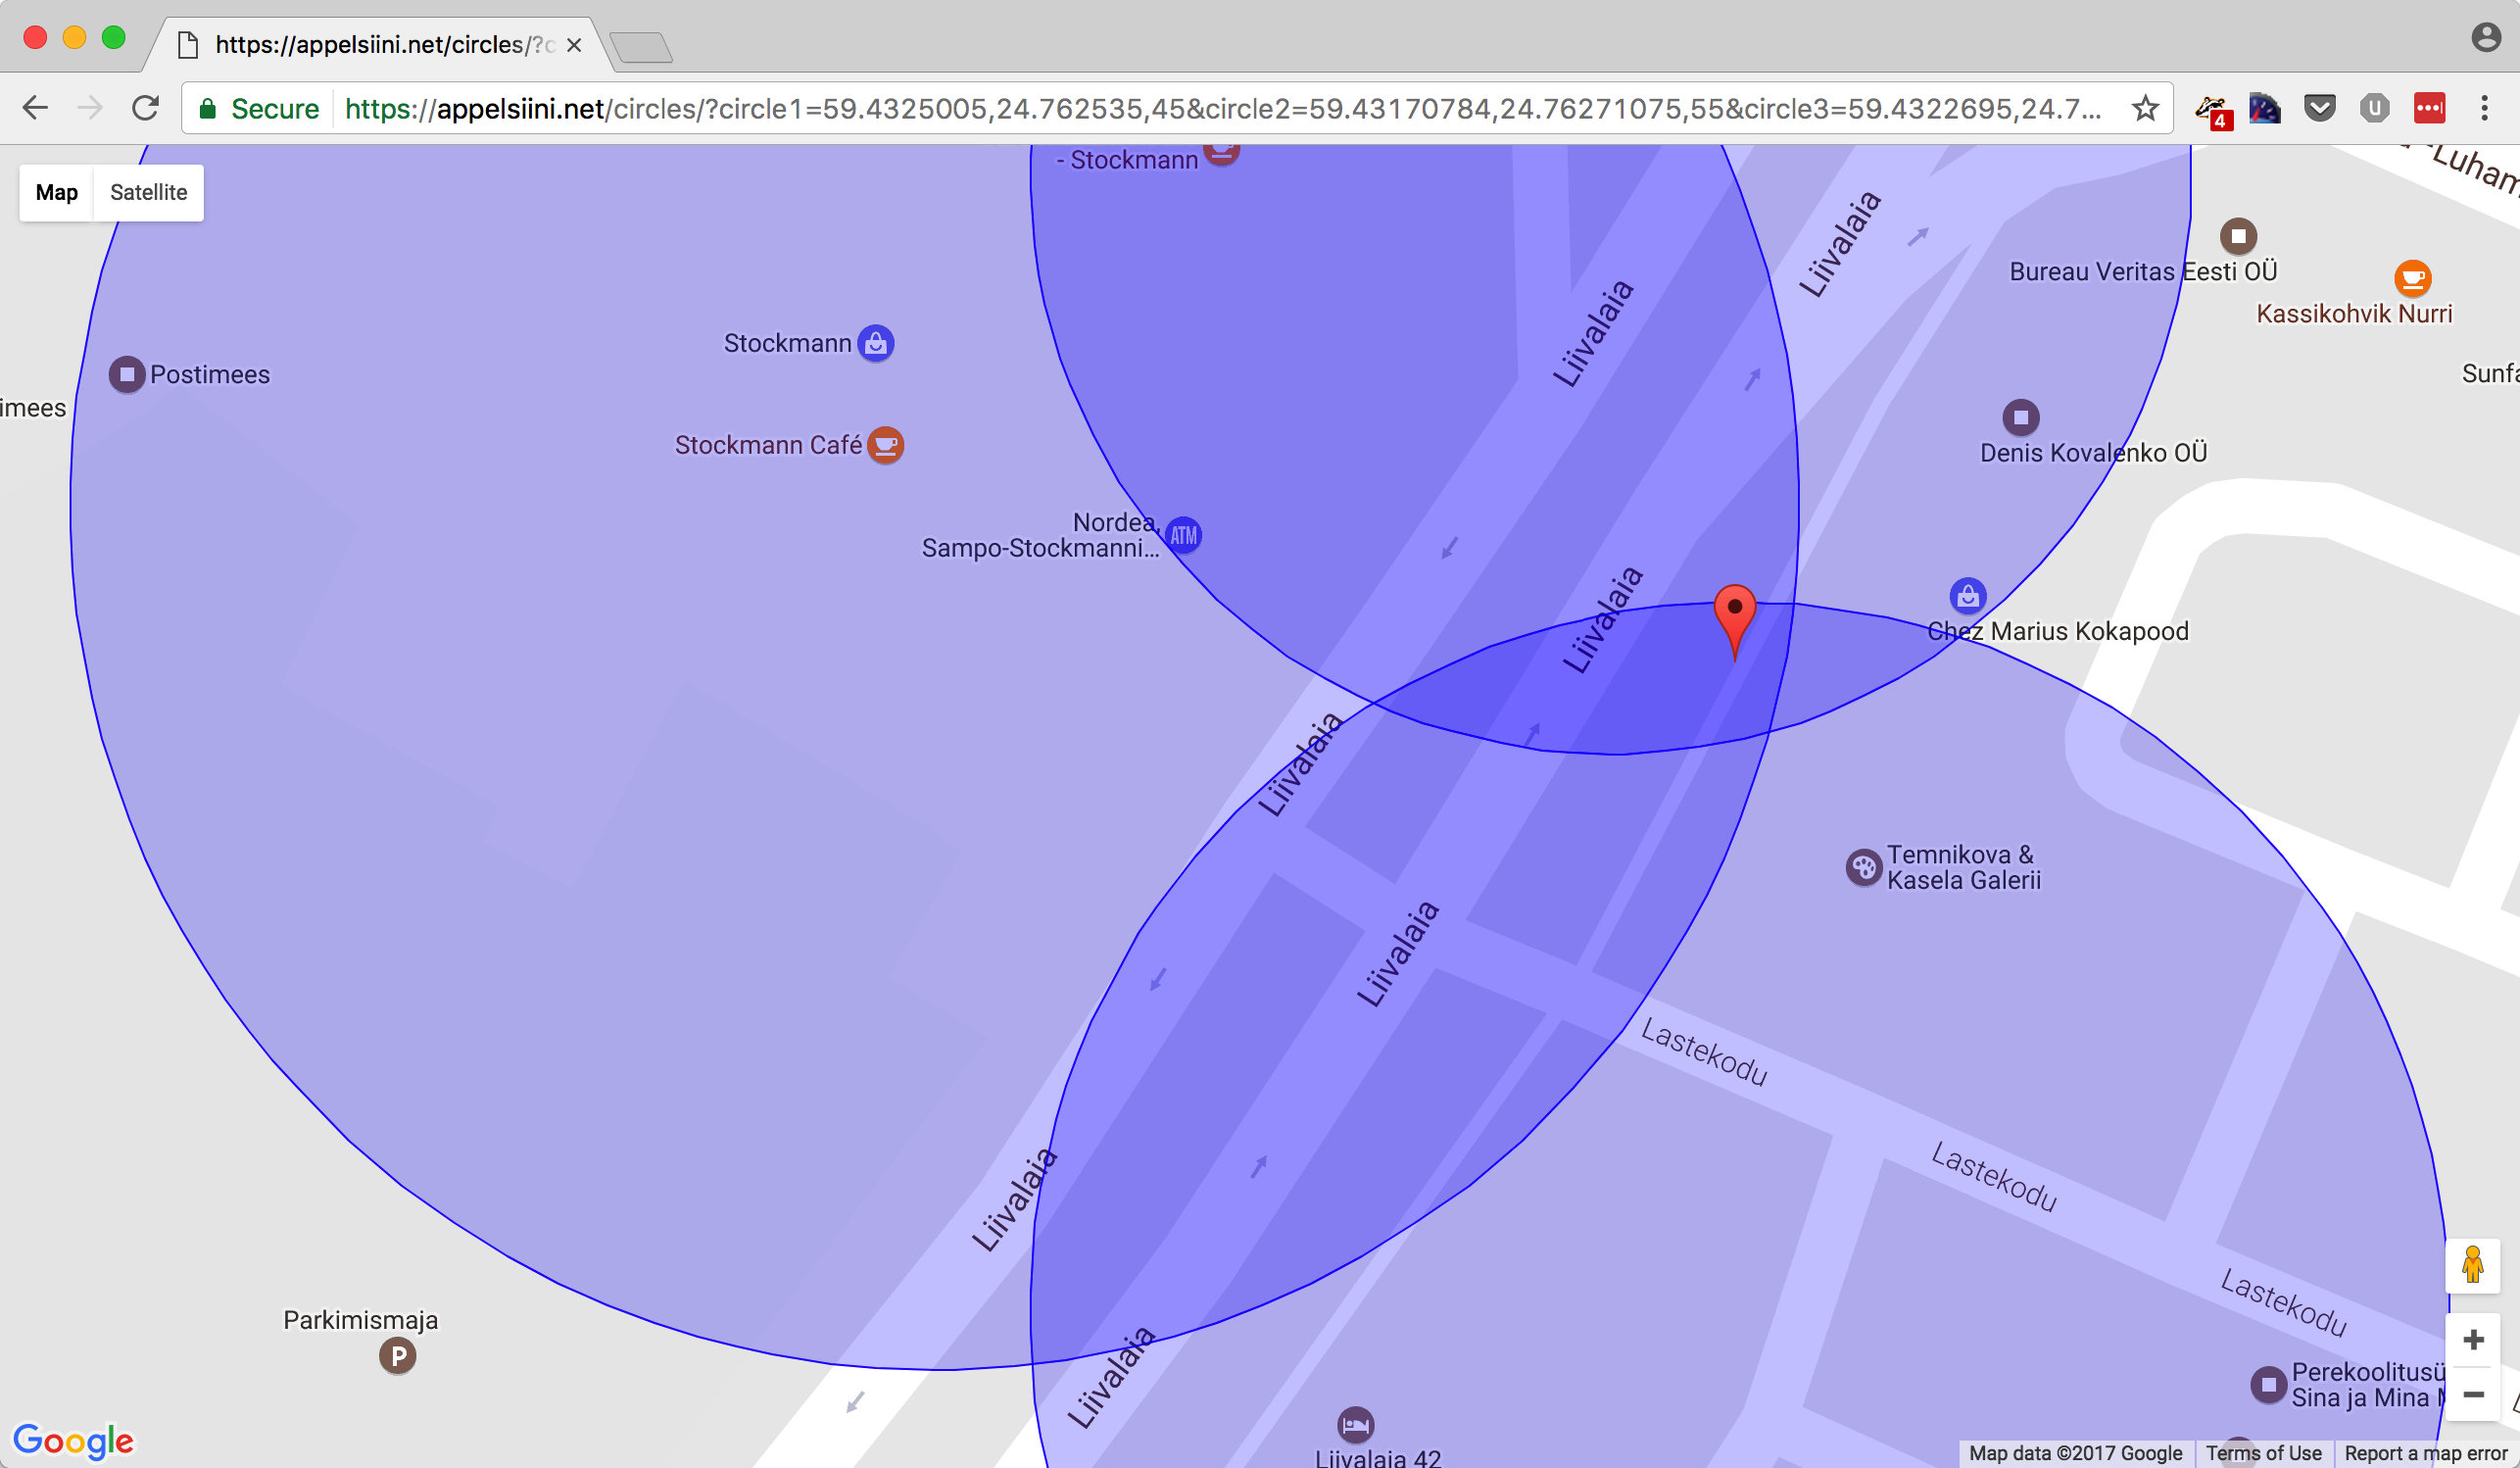 https://appelsiini.net/circles/?c
Secure https://appelsiini.net/circles/?circle1=59.4325005,24.762535,45&circle2=59.43170784,24.76271075,55&circle3=59.4322695,24.7...
4
Map Satellite
- Stockmann
Luham
Liivalaia
Bureau Veritas Eesti OÜ
Kassikohvik Nurri
Liivalaia
Stockmann
Postimees
imees
Sunfa
Stockmann Café
Denis Kovalenko OÜ
Nordea,
Sampo-Stockmanni...
ATM
Liivalaia
Chez Marius Kokapood
Liivalaia
Temnikova &
Kasela Galerii
Liivalaia
Lastekodu
Lastekodu
Liivalaia
Lastekodu
Parkimismaja
P
Liivalaia
Perekoolitusü
Sina ja Mina
Liivalaia 42
Google
Map data ©2017 Google Terms of Use Report a map error